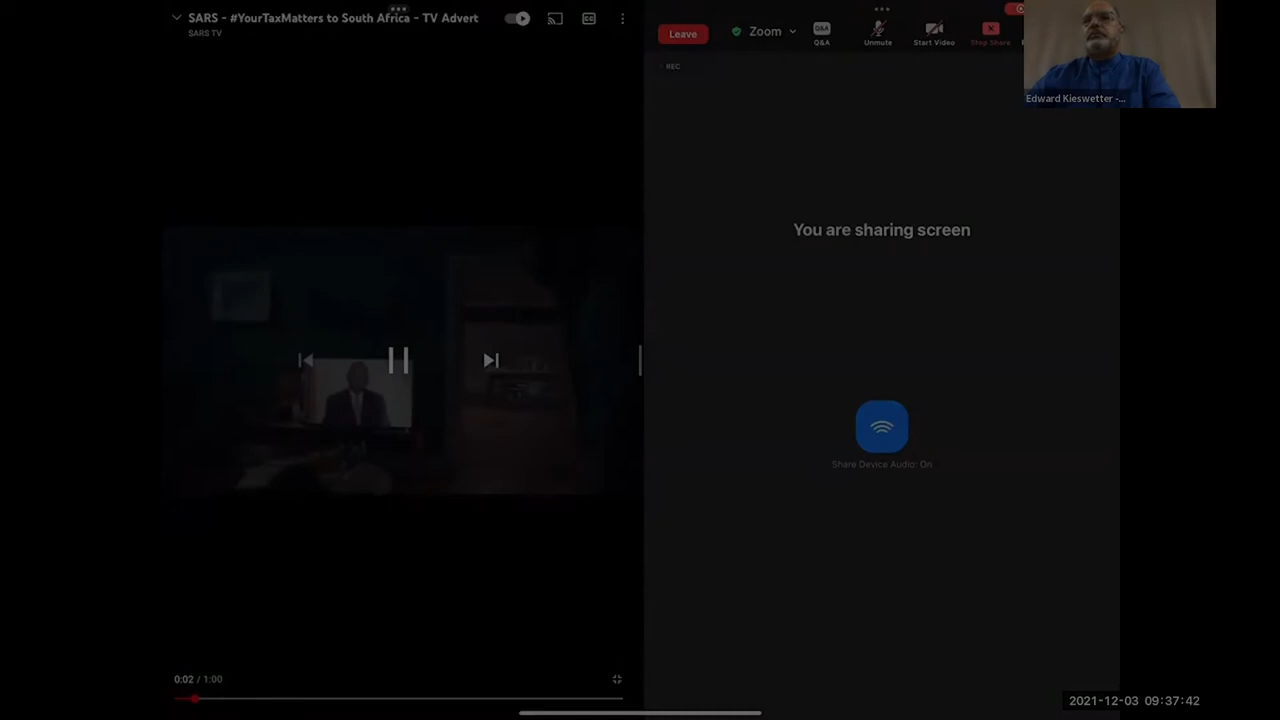 SARS - #YourTaxMatters to South Africa - TV Advert
SARS TV
CC
Leave
Zoom
Q&A
Q&A
Unmute
Start Video
Stop Share
REC
Edward Kieswetter -...
You are sharing screen
Share Device Audio: On
0:02 / 1:00
2021-12-03 09:37:42